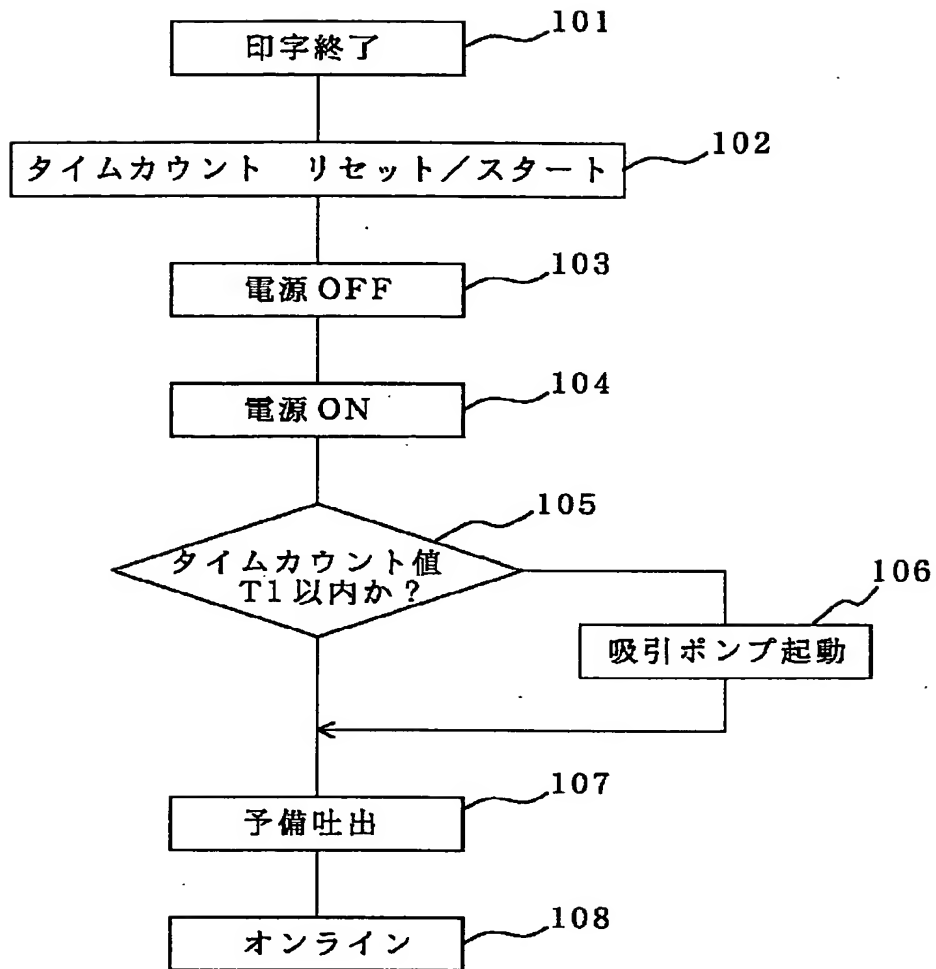 101
印字終了
102
タイムカウント リセット/スタート
103
電源OFF
104
電源ON
105
タイムカウント値
T1以内か?
106
吸引ポンプ起動
107
予備吐出
108
オンライン